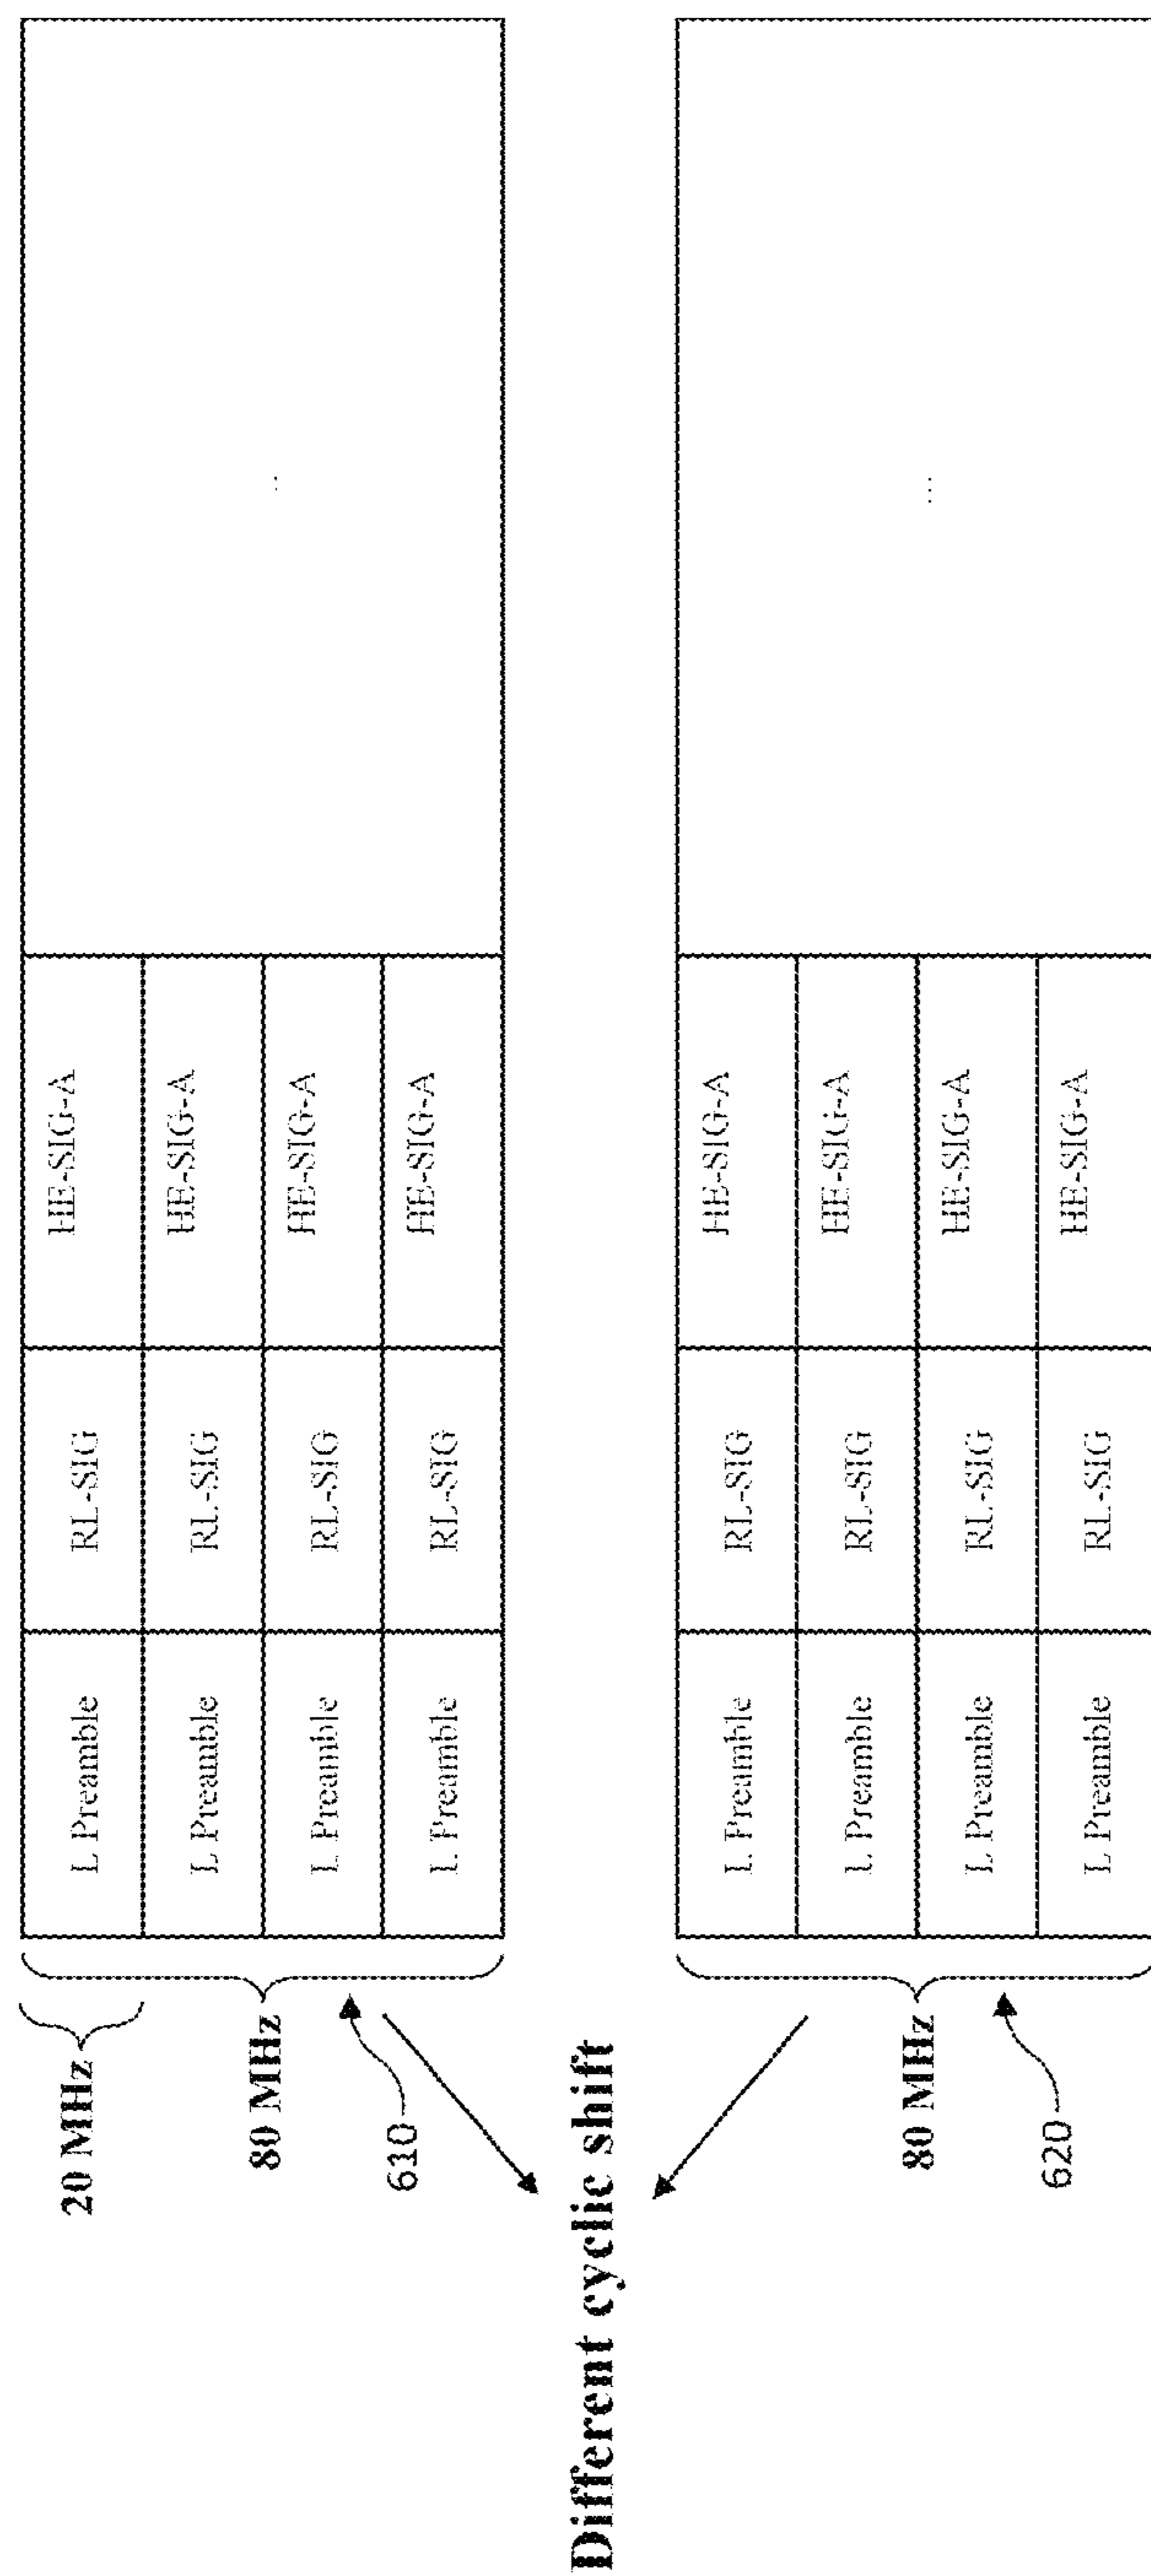 20 MHz
L Preamble
RL-SIG
HE-SIG-A
L Preamble
RL-SIG
HE-SIG-A
80 MHz
...
L Preamble
RL-SIG
HE-SIG-A
610
L Preamble
RL-SIG
HE-SIG-A
Different cyclic shift
L Preamble
RL-SIG
HE-SIG-A
L Preamble
RL-SIG
HE-SIG-A
80 MHz
...
L Preamble
RL-SIG
HE-SIG-A
620
L Preamble
RL-SIG
HE-SIG-A